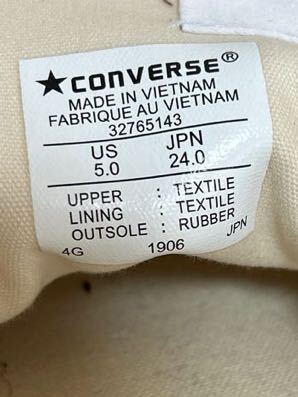 ★CONVERSE®
MADE IN VIETNAM
FABRIQUE AU VIETNAM
32765143
US JPN
5.0 24.0
UPPER : TEXTILE
LINING : TEXTILE
OUTSOLE : RUBBER
4G 1906 JPN